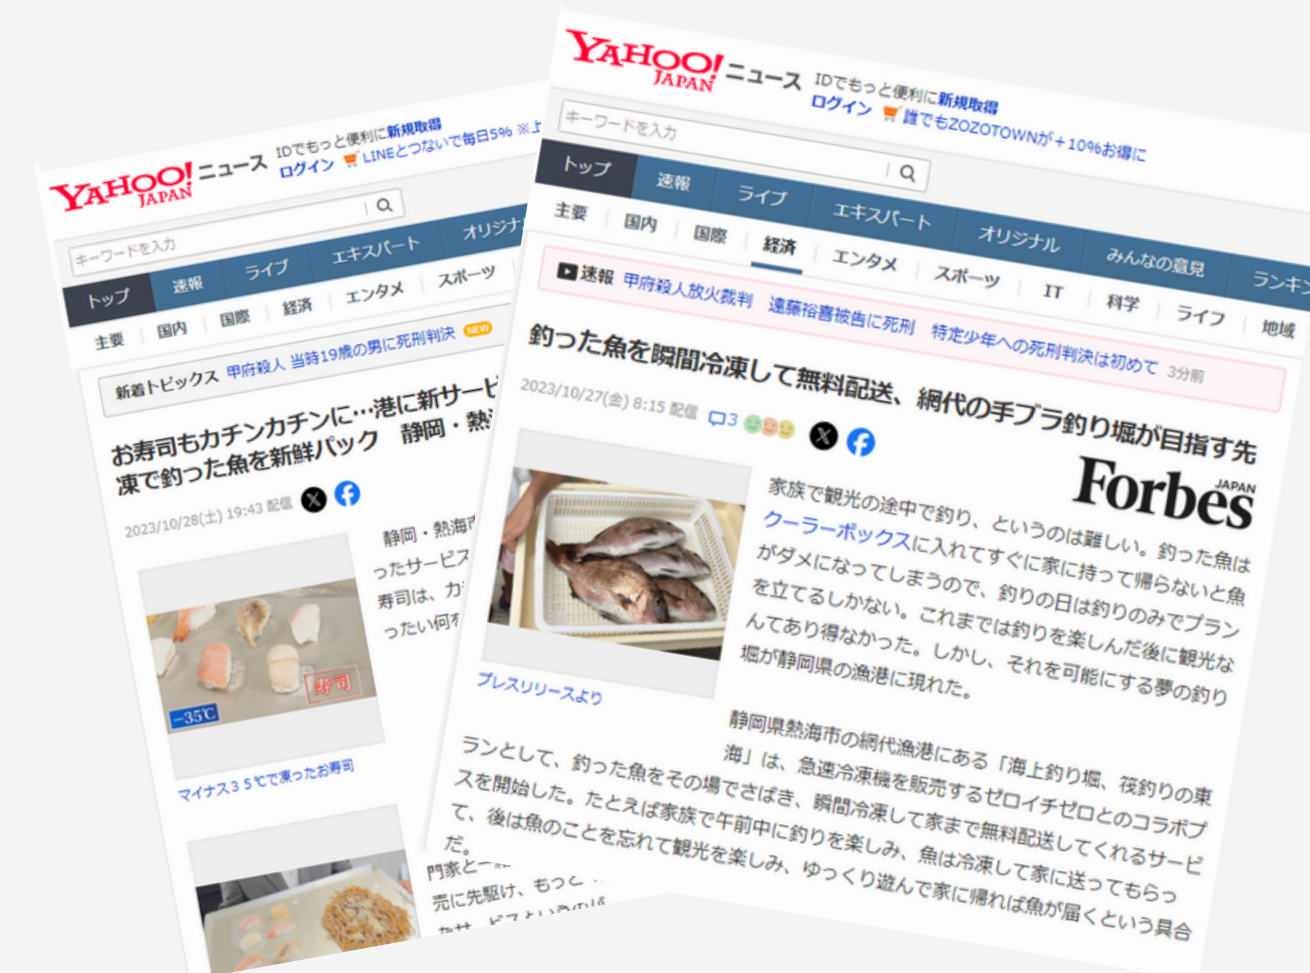 YAHOO! JAPAN ニュース
IDでもっと便利に新規取得
ログイン LINEとつないで毎日5% ※上
キーワードを入力
トップ 速報 ライブ エキスパート オリジナ
主要 国内 国際 経済 エンタメ スポーツ
新着トピックス 甲府殺人 当時19歳の男に死刑判決 NEW
お寿司もカチンカチンに…港に新サービ
凍で釣った魚を新鮮パック 静岡・熱
2023/10/28(土) 19:43 配信
静岡・熱海市
ったサービス
寿司は、カ
ったい何を
-35℃
寿司
マイナス35℃で凍ったお寿司
門家と一
売に先駆け、もっと
YAHOO! JAPAN ニュース
IDでもっと便利に新規取得
ログイン 誰でもZOZOTOWNが+10%お得に
キーワードを入力
トップ 速報 ライブ エキスパート オリジナル みんなの意見 ランキン
主要 国内 国際 経済 エンタメ スポーツ IT 科学 ライフ 地域
速報 甲府殺人放火裁判 遠藤裕喜被告に死刑 特定少年への死刑判決は初めて 3分前
釣った魚を瞬間冷凍して無料配送、網代の手ブラ釣り堀が目指す先
2023/10/27(金) 8:15 配信 3
Forbes JAPAN
家族で観光の途中で釣り、というのは難しい。釣った魚は
クーラーボックスに入れてすぐに家に持って帰らないと魚
がダメになってしまうので、釣りの日は釣りのみでプラン
を立てるしかない。これまでは釣りを楽しんだ後に観光な
んてあり得なかった。しかし、それを可能にする夢の釣り
堀が静岡県の漁港に現れた。
プレスリリースより
静岡県熱海市の網代漁港にある「海上釣り堀、筏釣りの東
海」は、急速冷凍機を販売するゼロイチゼロとのコラボプ
ランとして、釣った魚をその場でさばき、瞬間冷凍して家まで無料配送してくれるサービ
スを開始した。たとえば家族で午前中に釣りを楽しみ、魚は冷凍して家に送ってもらっ
て、後は魚のことを忘れて観光を楽しみ、ゆっくり遊んで家に帰れば魚が届くという具合
だ。